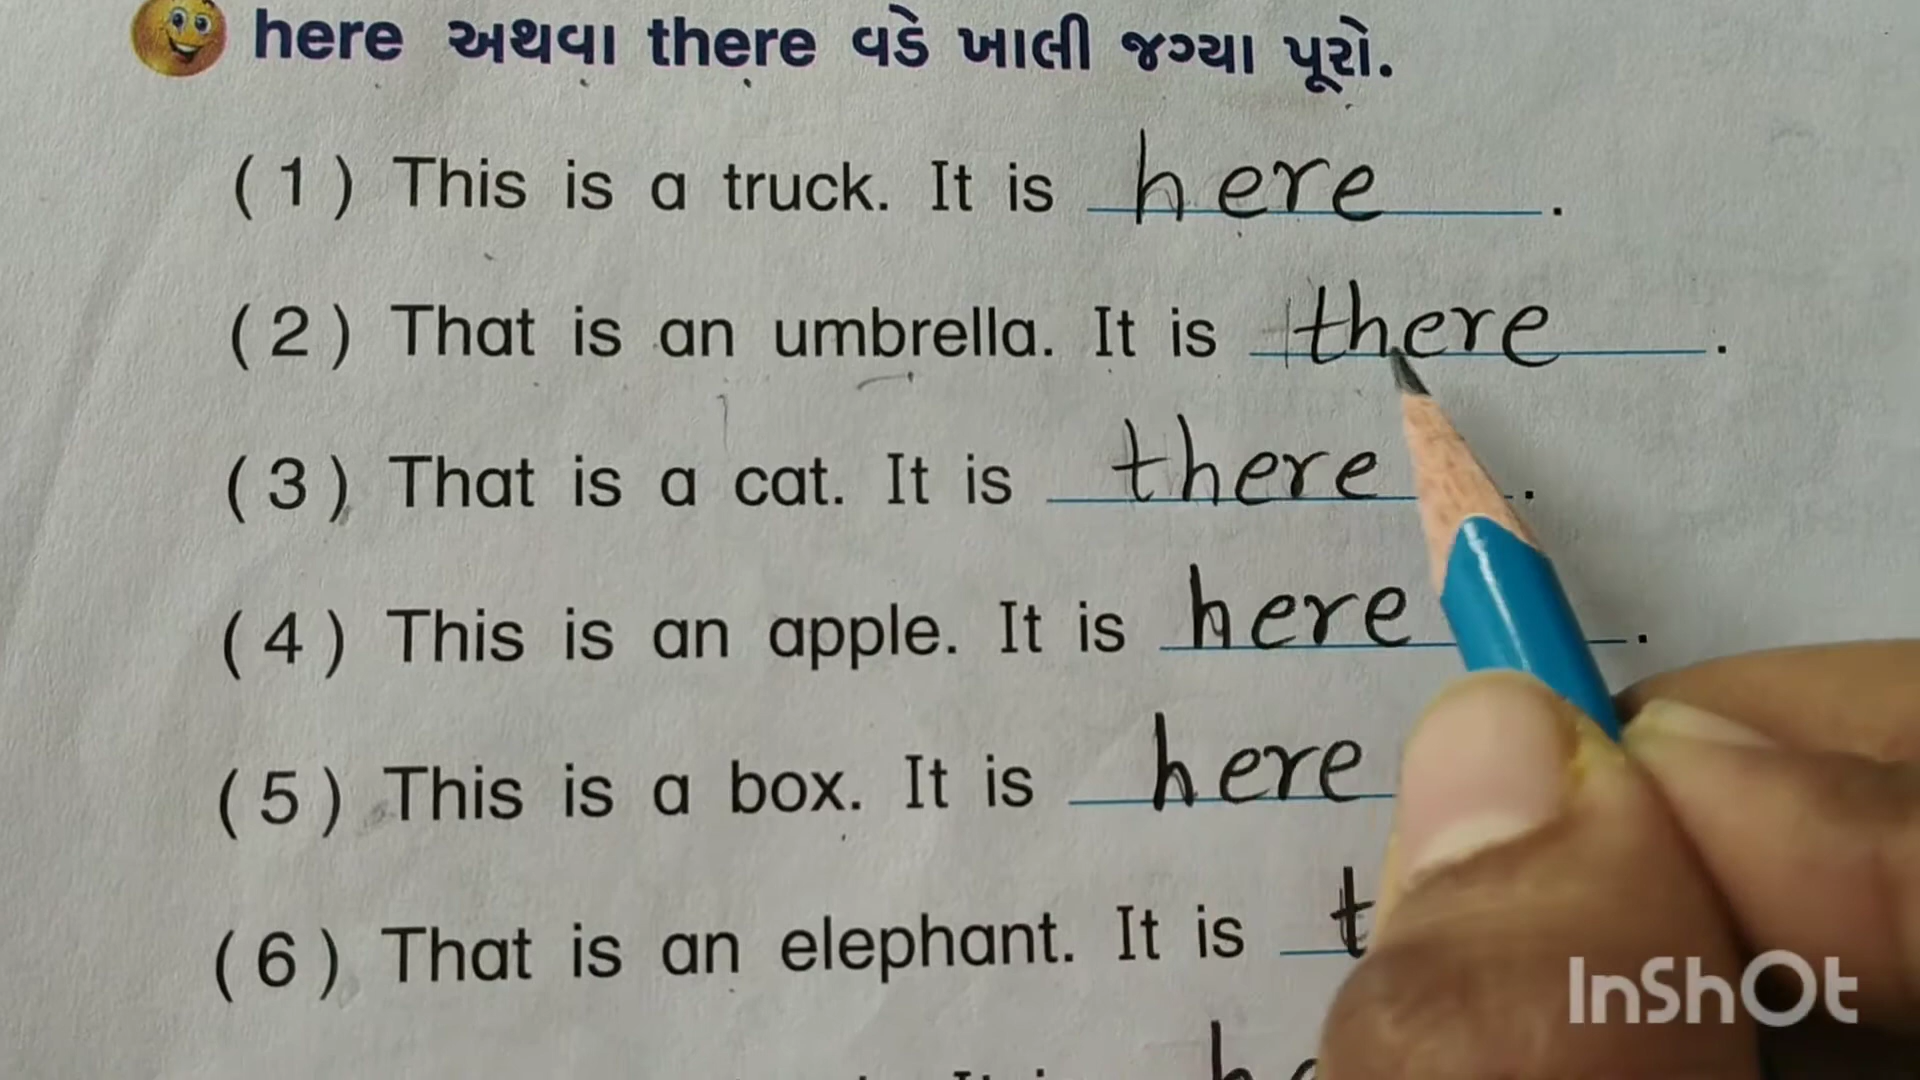 here અથવા there વડે ખાલી જગ્યા પૂરો.
(1) This is a truck. It is here.
(2) That is an umbrella. It is there.
(3) That is a cat. It is there.
(4) This is an apple. It is here.
(5) This is a box. It is here
(6) That is an elephant. It is t
InShOt